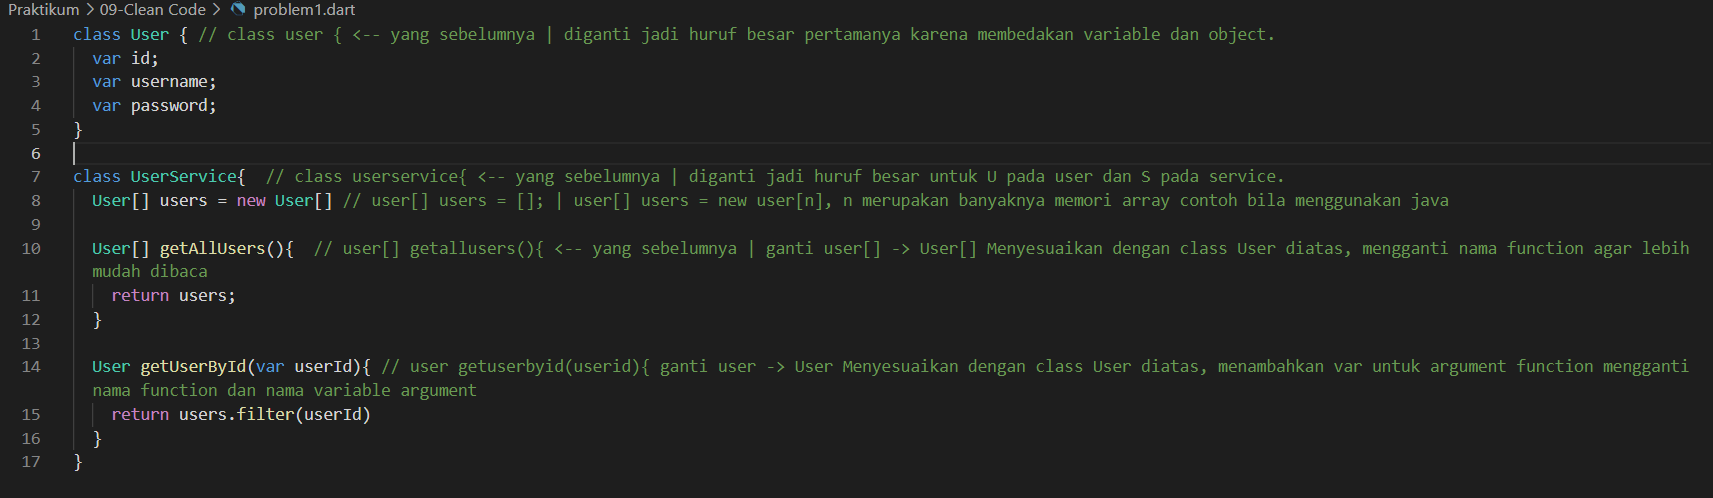 Praktikum > 09-Clean Code > problem1.dart
1 class User { // class user { <-- yang sebelumnya | diganti jadi huruf besar pertamanya karena membedakan variable dan object.
2 var id;
3 var username;
4 var password;
5 }
6
7 class UserService{  // class userservice{ <-- yang sebelumnya | diganti jadi huruf besar untuk U pada user dan S pada service.
8 User[] users = new User[] // user[] users = []; | user[] users = new user[n], n merupakan banyaknya memori array contoh bila menggunakan java
9
10 User[] getAllUsers(){  // user[] getallusers(){ <-- yang sebelumnya | ganti user[] -> User[] Menyesuaikan dengan class User diatas, mengganti nama function agar lebih
mudah dibaca
11 return users;
12 }
13
14 User getUserById(var userId){ // user getuserbyid(userid){ ganti user -> User Menyesuaikan dengan class User diatas, menambahkan var untuk argument function mengganti
nama function dan nama variable argument
15 return users.filter(userId)
16 }
17 }